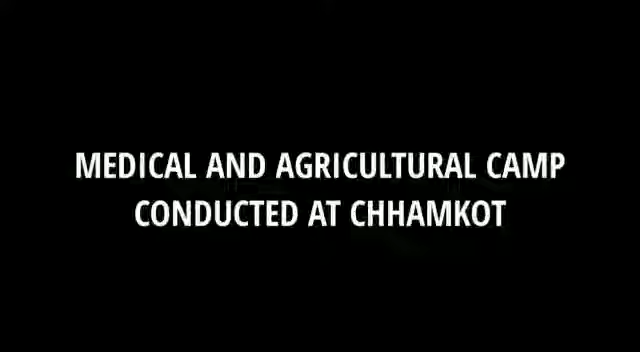 MEDICAL AND AGRICULTURAL CAMP
CONDUCTED AT CHHAMKOT